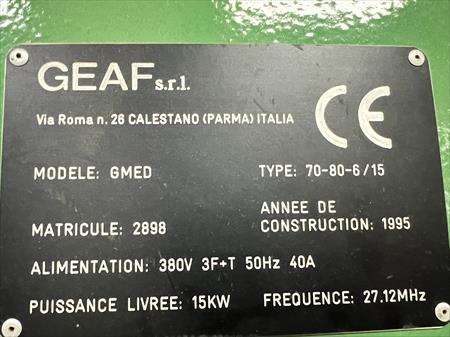 GEAF s.r.l.
CE
Via Roma n. 26 CALESTANO (PARMA) ITALIA
MODELE: GMED TYPE: 70-80-6/15
MATRICULE: 2898 ANNEE DE CONSTRUCTION: 1995
ALIMENTATION: 380V 3F+T 50Hz 40A
PUISSANCE LIVREE: 15KW FREQUENCE: 27.12MHz